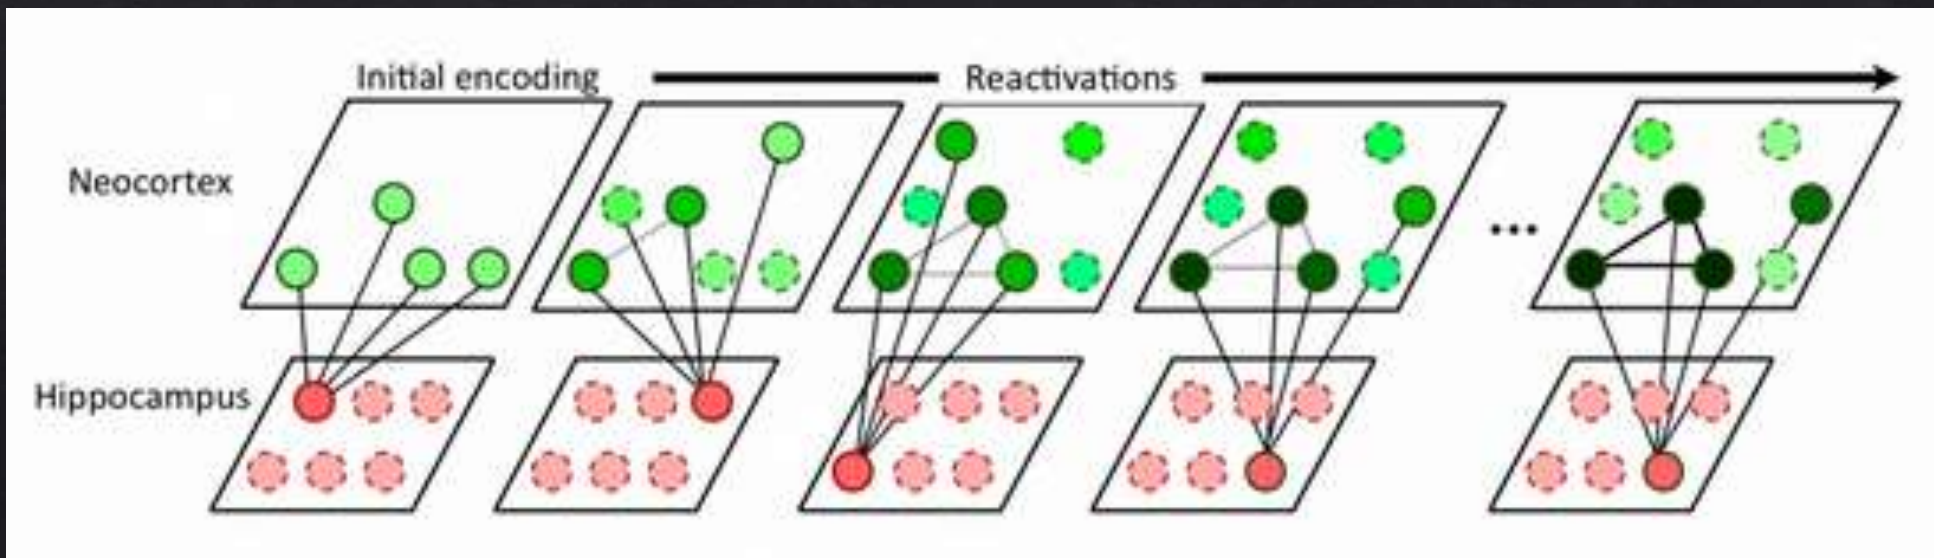 Initial encoding
Reactivations
Neocortex
...
Hippocampus